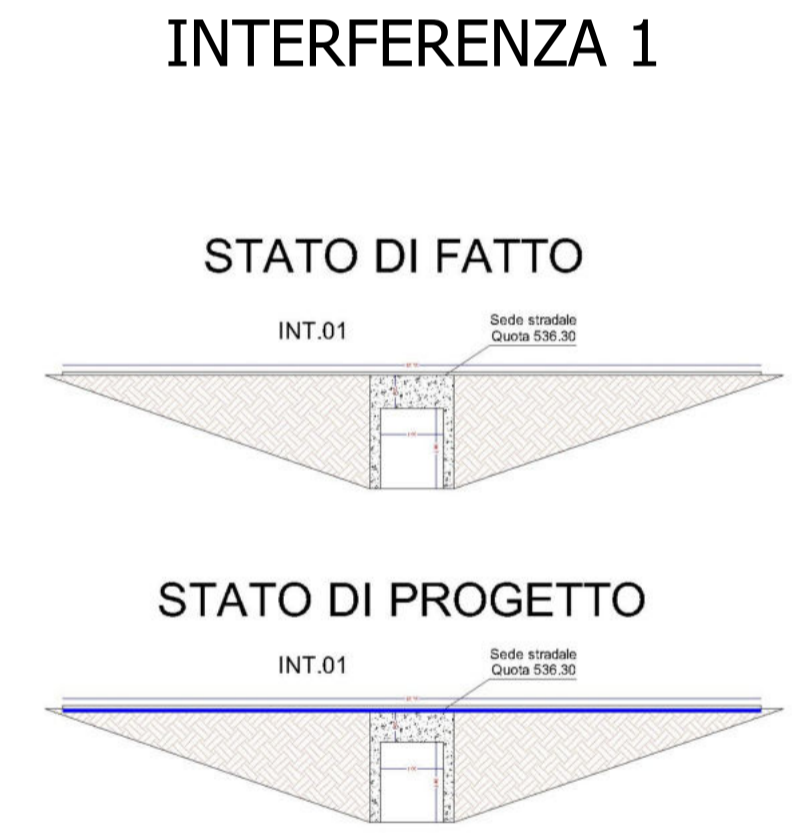 INTERFERENZA 1
STATO DI FATTO
INT.01
Sede stradale
Quota 536.30
STATO DI PROGETTO
INT.01
Sede stradale
Quota 536.30